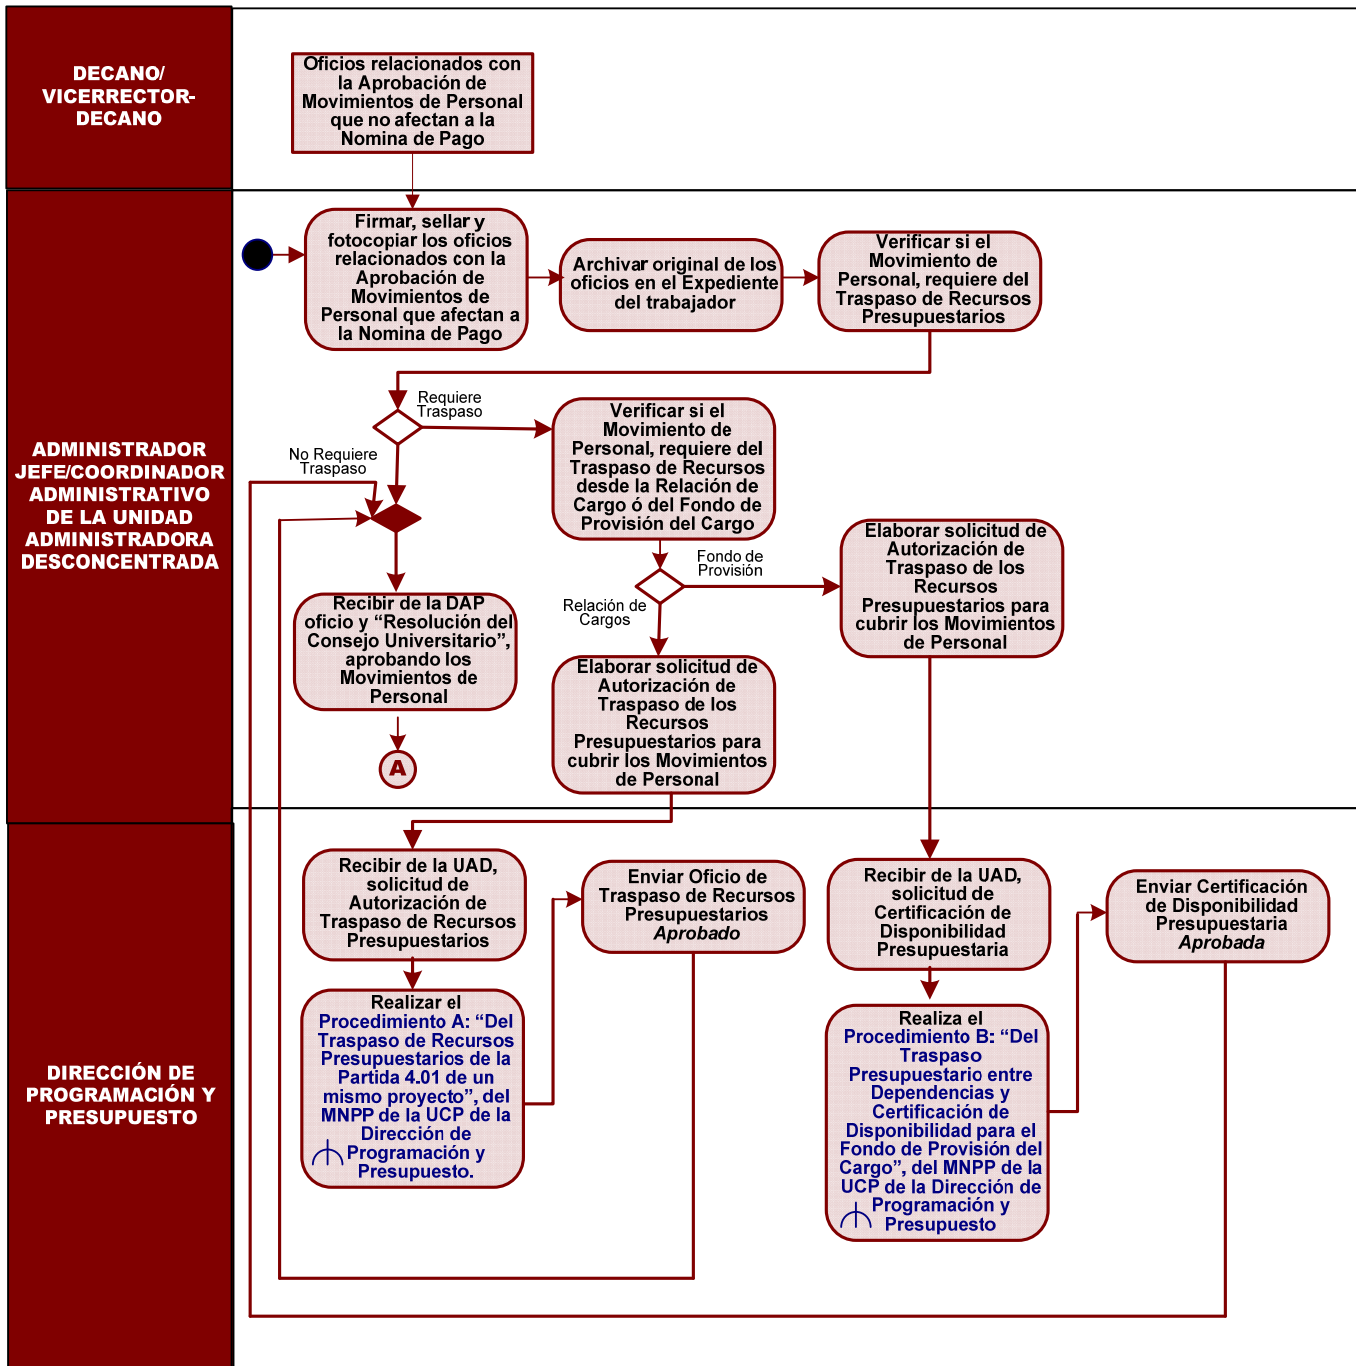 DECANO/
VICERRECTOR-
DECANO
Oficios relacionados con
la Aprobación de
Movimientos de Personal
que no afectan a la
Nomina de Pago
ADMINISTRADOR
JEFE/COORDINADOR
ADMINISTRATIVO
DE LA UNIDAD
ADMINISTRADORA
DESCONCENTRADA
Firmar, sellar y
fotocopiar los oficios
relacionados con la
Aprobación de
Movimientos de
Personal que afectan a
la Nomina de Pago
Archivar original de los
oficios en el Expediente
del trabajador
Verificar si el
Movimiento de
Personal, requiere del
Traspaso de Recursos
Presupuestarios
Requiere
Traspaso
No Requiere
Traspaso
Verificar si el
Movimiento de
Personal, requiere del
Traspaso de Recursos
desde la Relación de
Cargo ó del Fondo de
Provisión del Cargo
Fondo de
Provisión
Relación de
Cargos
Elaborar solicitud de
Autorización de
Traspaso de los
Recursos
Presupuestarios para
cubrir los Movimientos
de Personal
Recibir de la DAP
oficio y “Resolución del
Consejo Universitario”,
aprobando los
Movimientos de
Personal
A
Elaborar solicitud de
Autorización de
Traspaso de los
Recursos
Presupuestarios para
cubrir los Movimientos
de Personal
DIRECCIÓN DE
PROGRAMACIÓN Y
PRESUPUESTO
Recibir de la UAD,
solicitud de
Autorización de
Traspaso de Recursos
Presupuestarios
Enviar Oficio de
Traspaso de Recursos
Presupuestarios
Aprobado
Recibir de la UAD,
solicitud de
Certificación de
Disponibilidad
Presupuestaria
Enviar Certificación
de Disponibilidad
Presupuestaria
Aprobada
Realizar el
Procedimiento A: “Del
Traspaso de Recursos
Presupuestarios de la
Partida 4.01 de un
mismo proyecto”, del
MNPP de la UCP de la
Dirección de
Programación y
Presupuesto.
Realiza el
Procedimiento B: “Del
Traspaso
Presupuestario entre
Dependencias y
Certificación de
Disponibilidad para el
Fondo de Provisión del
Cargo”, del MNPP de la
UCP de la Dirección de
Programación y
Presupuesto